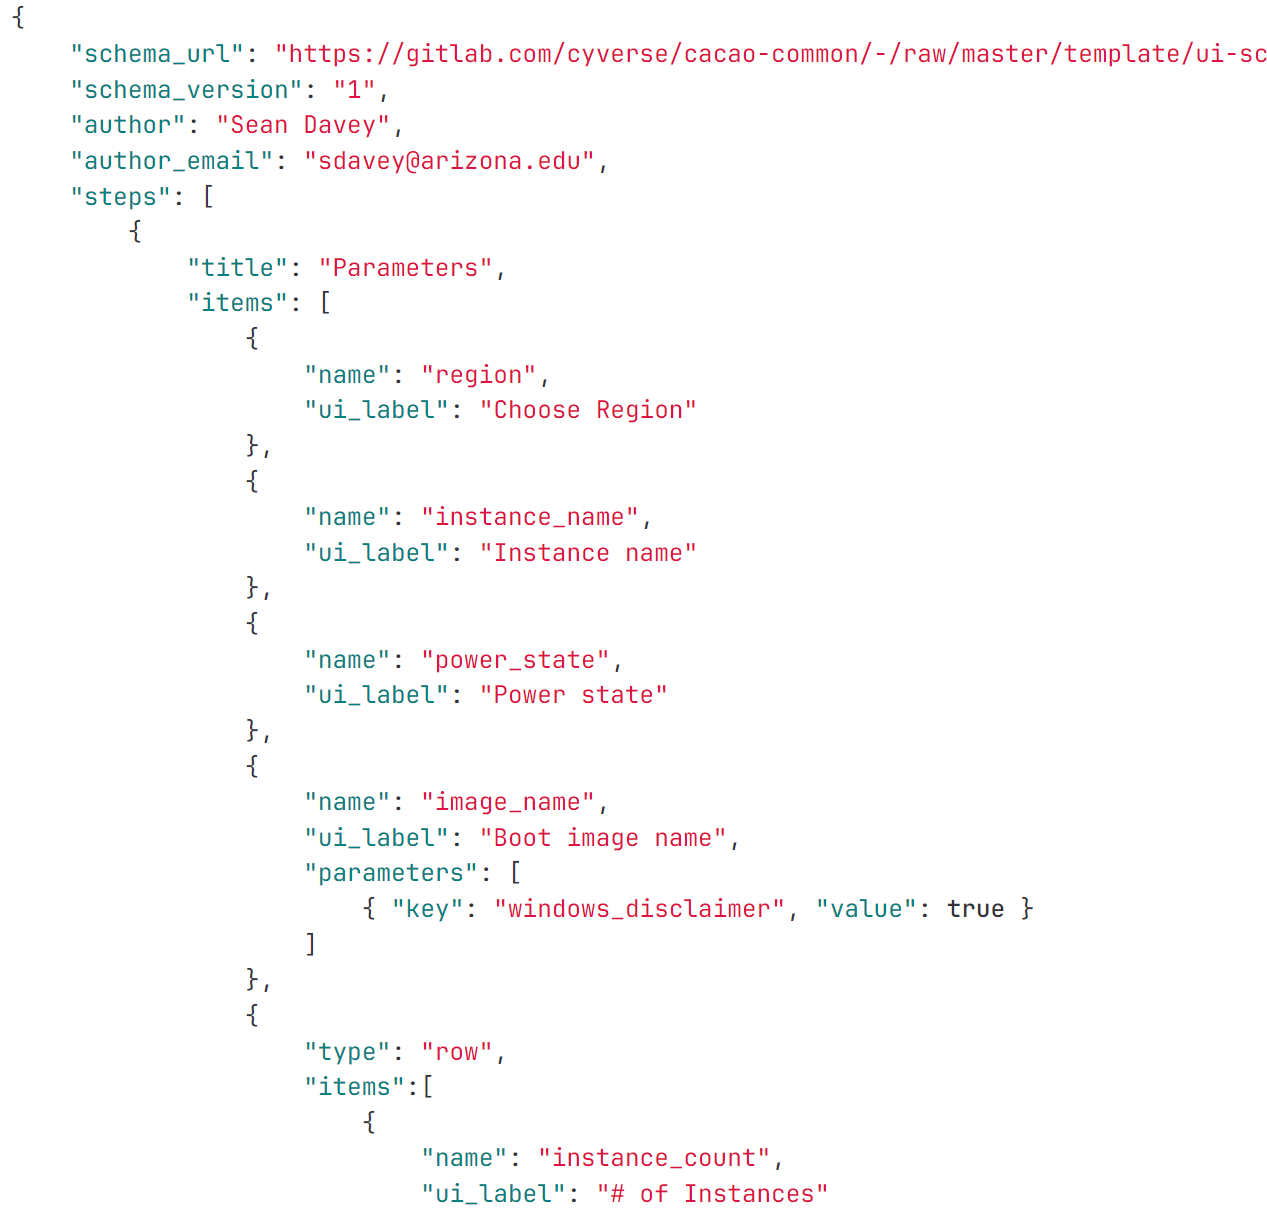 {
    "schema_url": "https://gitlab.com/cyverse/cacao-common/-/raw/master/template/ui-sc
    "schema_version": "1",
    "author": "Sean Davey",
    "author_email": "sdavey@arizona.edu",
    "steps": [
        {
            "title": "Parameters",
            "items": [
                {
                    "name": "region",
                    "ui_label": "Choose Region"
                },
                {
                    "name": "instance_name",
                    "ui_label": "Instance name"
                },
                {
                    "name": "power_state",
                    "ui_label": "Power state"
                },
                {
                    "name": "image_name",
                    "ui_label": "Boot image name",
                    "parameters": [
                        { "key": "windows_disclaimer", "value": true }
                    ]
                },
                {
                    "type": "row",
                    "items":[
                        {
                            "name": "instance_count",
                            "ui_label": "# of Instances"